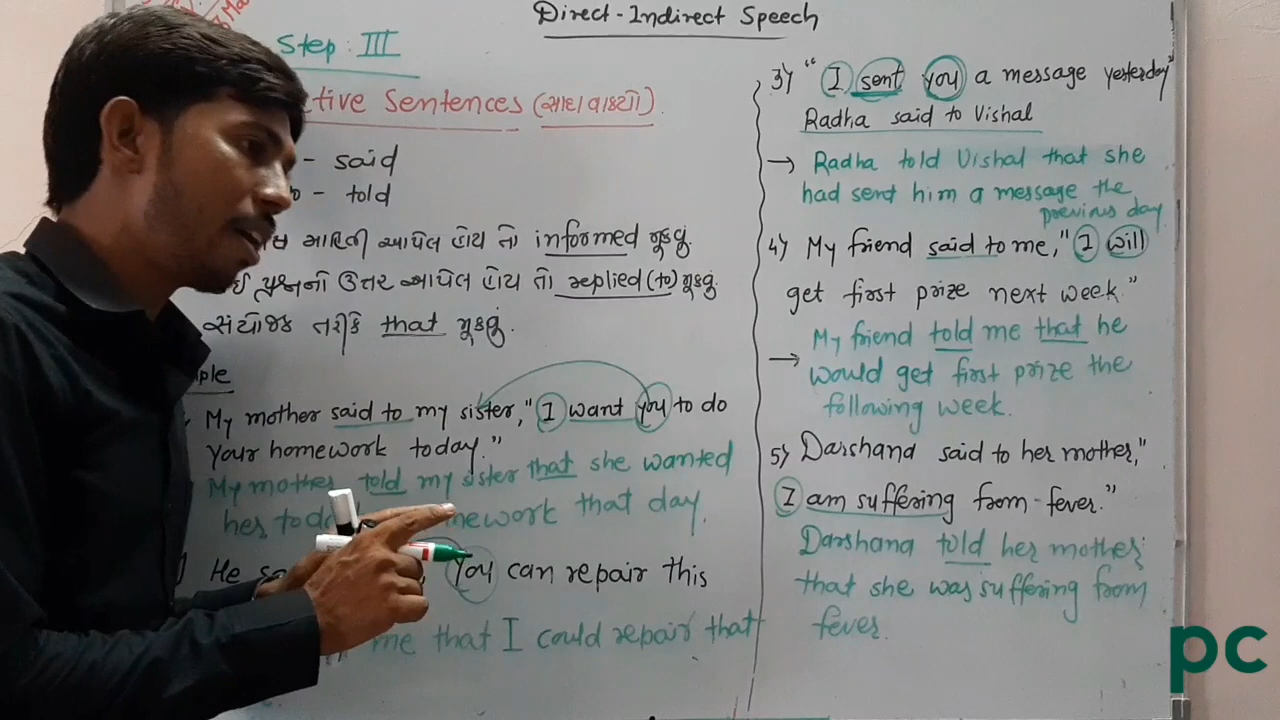 Direct-Indirect Speech
Step: III
tive Sentences (સાદા વાક્યો).
- said
- told
માહિતી આપેલ હોય તો informed મૂકવું.
પ્રશ્નનો ઉત્તર આપેલ હોય તો replied (to) મૂકવું.
સંયોજક તરીકે that મૂકવું.
ple
My mother said to my sister, "I want you to do
your homework today."
My mother told my sister that she wanted
her to do mework that day.
He sa You can repair this
me that I could repair that
3) "I sent you a message yesterday"
Radha said to Vishal
→ Radha told Vishal that she
had sent him a message the
previous day
4) My friend said to me, "I will
get first prize next week."
→ My friend told me that he
would get first prize the
following week.
5) Darshana said to her mother,"
I am suffering from fever."
Darshana told her mother
that she was suffering from
fever.
pc